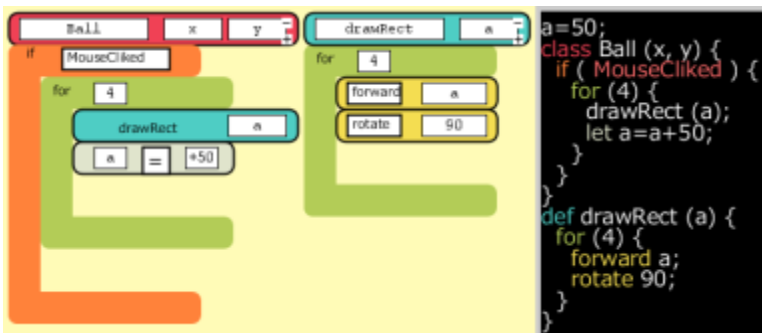 Ball x y - +
if MouseCliked
for 4
drawRect a
a = +50
drawRect a - +
for 4
forward a
rotate 90
a=50;
class Ball (x, y) {
if ( MouseCliked ) {
for (4) {
drawRect (a);
let a=a+50;
}
}
}
def drawRect (a) {
for (4) {
forward a;
rotate 90;
}
}